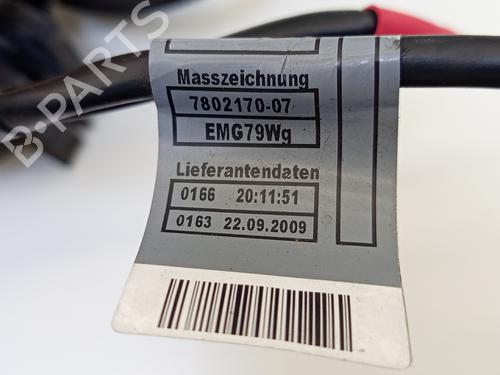 Masszeichnung
7802170-07
EMG79Wg
Lieferantendaten
0166 20:11:51
0163 22.09.2009
B-PARTS